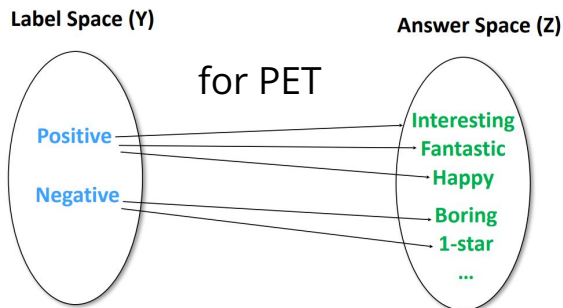 Label Space (Y)
Answer Space (Z)
for PET
Positive
Negative
Interesting
Fantastic
Happy
Boring
1-star
...